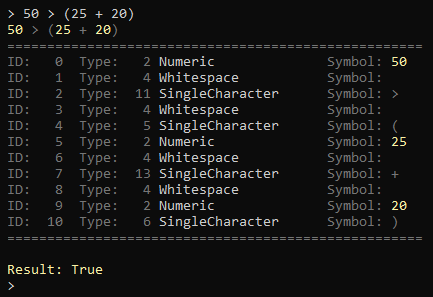 > 50 > (25 + 20)
50 > (25 + 20)
====================================================
ID:   0  Type:   2 Numeric              Symbol: 50
ID:   1  Type:   4 Whitespace           Symbol:
ID:   2  Type:  11 SingleCharacter      Symbol: >
ID:   3  Type:   4 Whitespace           Symbol:
ID:   4  Type:   5 SingleCharacter      Symbol: (
ID:   5  Type:   2 Numeric              Symbol: 25
ID:   6  Type:   4 Whitespace           Symbol:
ID:   7  Type:  13 SingleCharacter      Symbol: +
ID:   8  Type:   4 Whitespace           Symbol:
ID:   9  Type:   2 Numeric              Symbol: 20
ID:  10  Type:   6 SingleCharacter      Symbol: )
====================================================
Result: True
>